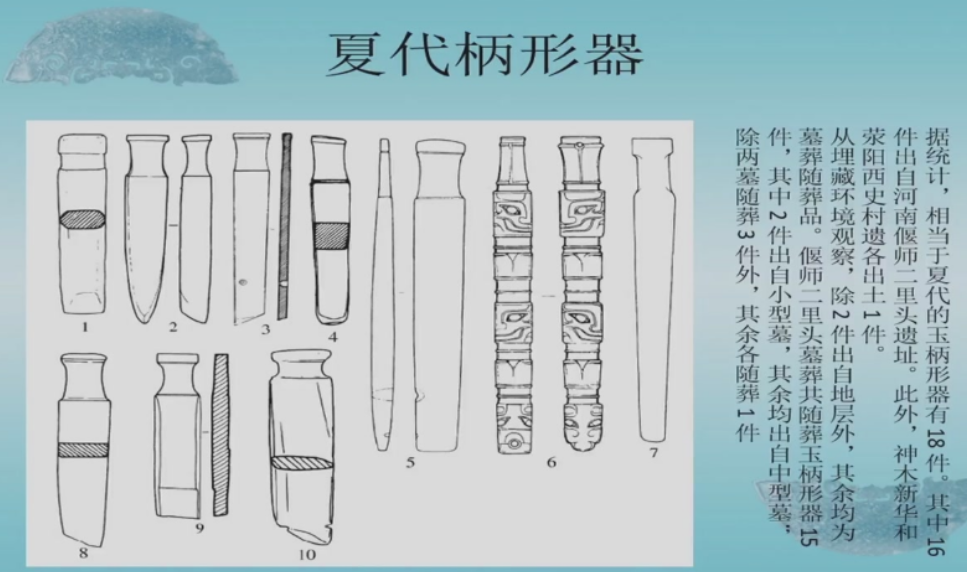 夏代柄形器
1
2
3
4
5
6
7
8
9
10
据统计，相当于夏代的玉柄形器有18件。其中16
件出自河南偃师二里头遗址。此外，神木新华和
荥阳西史村遗各出土1件。
从埋藏环境观察，除2件出自地层外，其余均为
墓葬随葬品。偃师二里头墓葬共随葬玉柄形器15
件，其中2件出自小型墓，其余均出自中型墓，
除两墓随葬3件外，其余各随葬1件